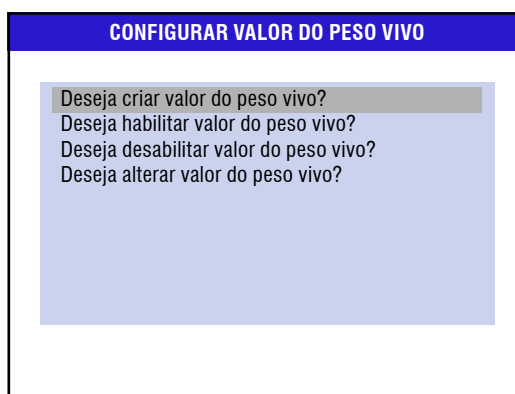 CONFIGURAR VALOR DO PESO VIVO
Deseja criar valor do peso vivo?
Deseja habilitar valor do peso vivo?
Deseja desabilitar valor do peso vivo?
Deseja alterar valor do peso vivo?